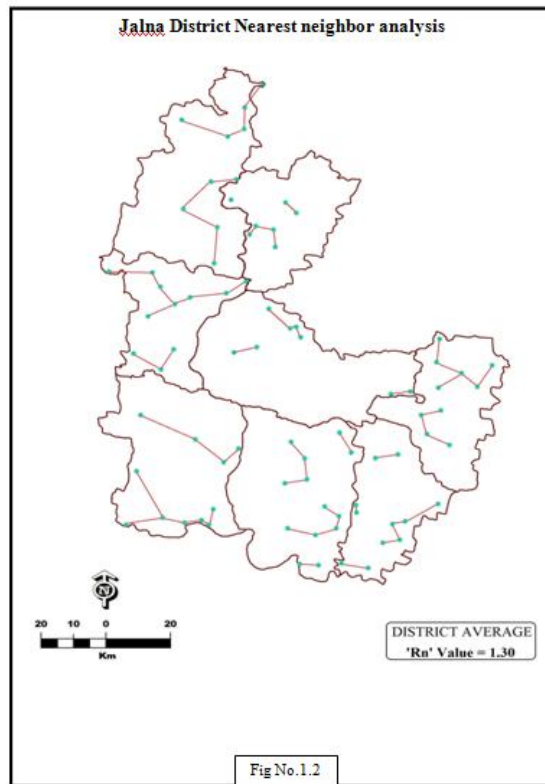 Jalna District Nearest neighbor analysis
N
20 0 20
Km
DISTRICT AVERAGE
'Rn' Value = 1.30
Fig No.1.2